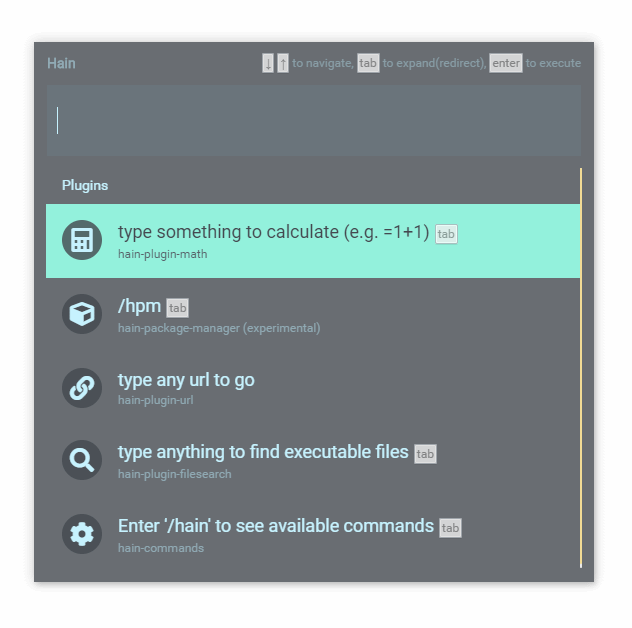 Hain
↓ ↑ to navigate, tab to expand(redirect), enter to execute
Plugins
type something to calculate (e.g. =1+1) tab
hain-plugin-math
/hpm tab
hain-package-manager (experimental)
type any url to go
hain-plugin-url
type anything to find executable files tab
hain-plugin-filesearch
Enter '/hain' to see available commands tab
hain-commands